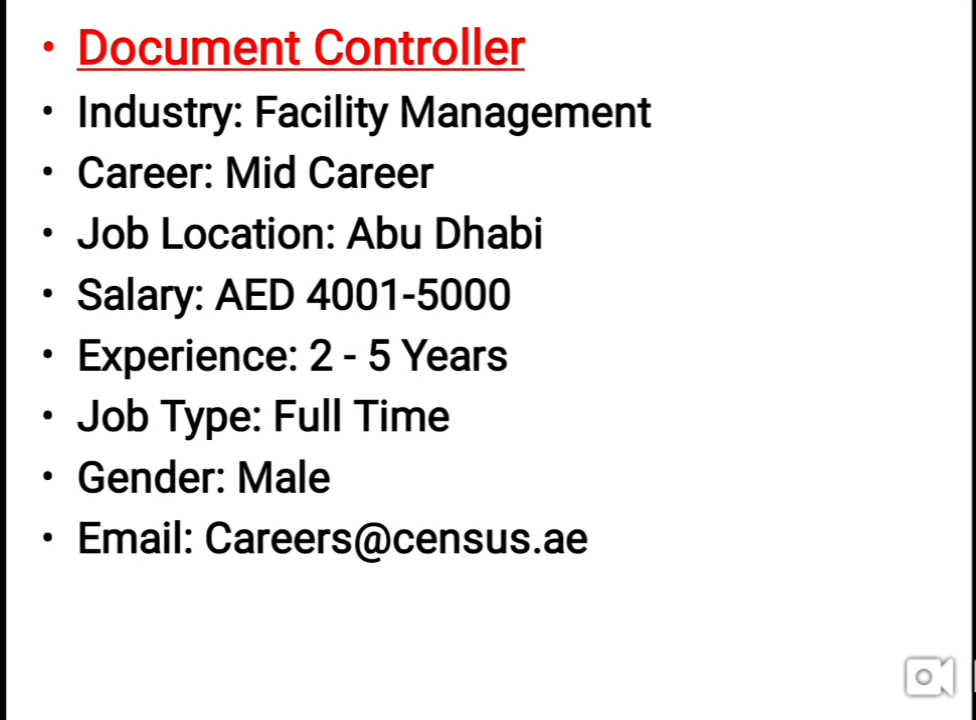 • Document Controller
• Industry: Facility Management
• Career: Mid Career
• Job Location: Abu Dhabi
• Salary: AED 4001-5000
• Experience: 2 - 5 Years
• Job Type: Full Time
• Gender: Male
• Email: Careers@census.ae